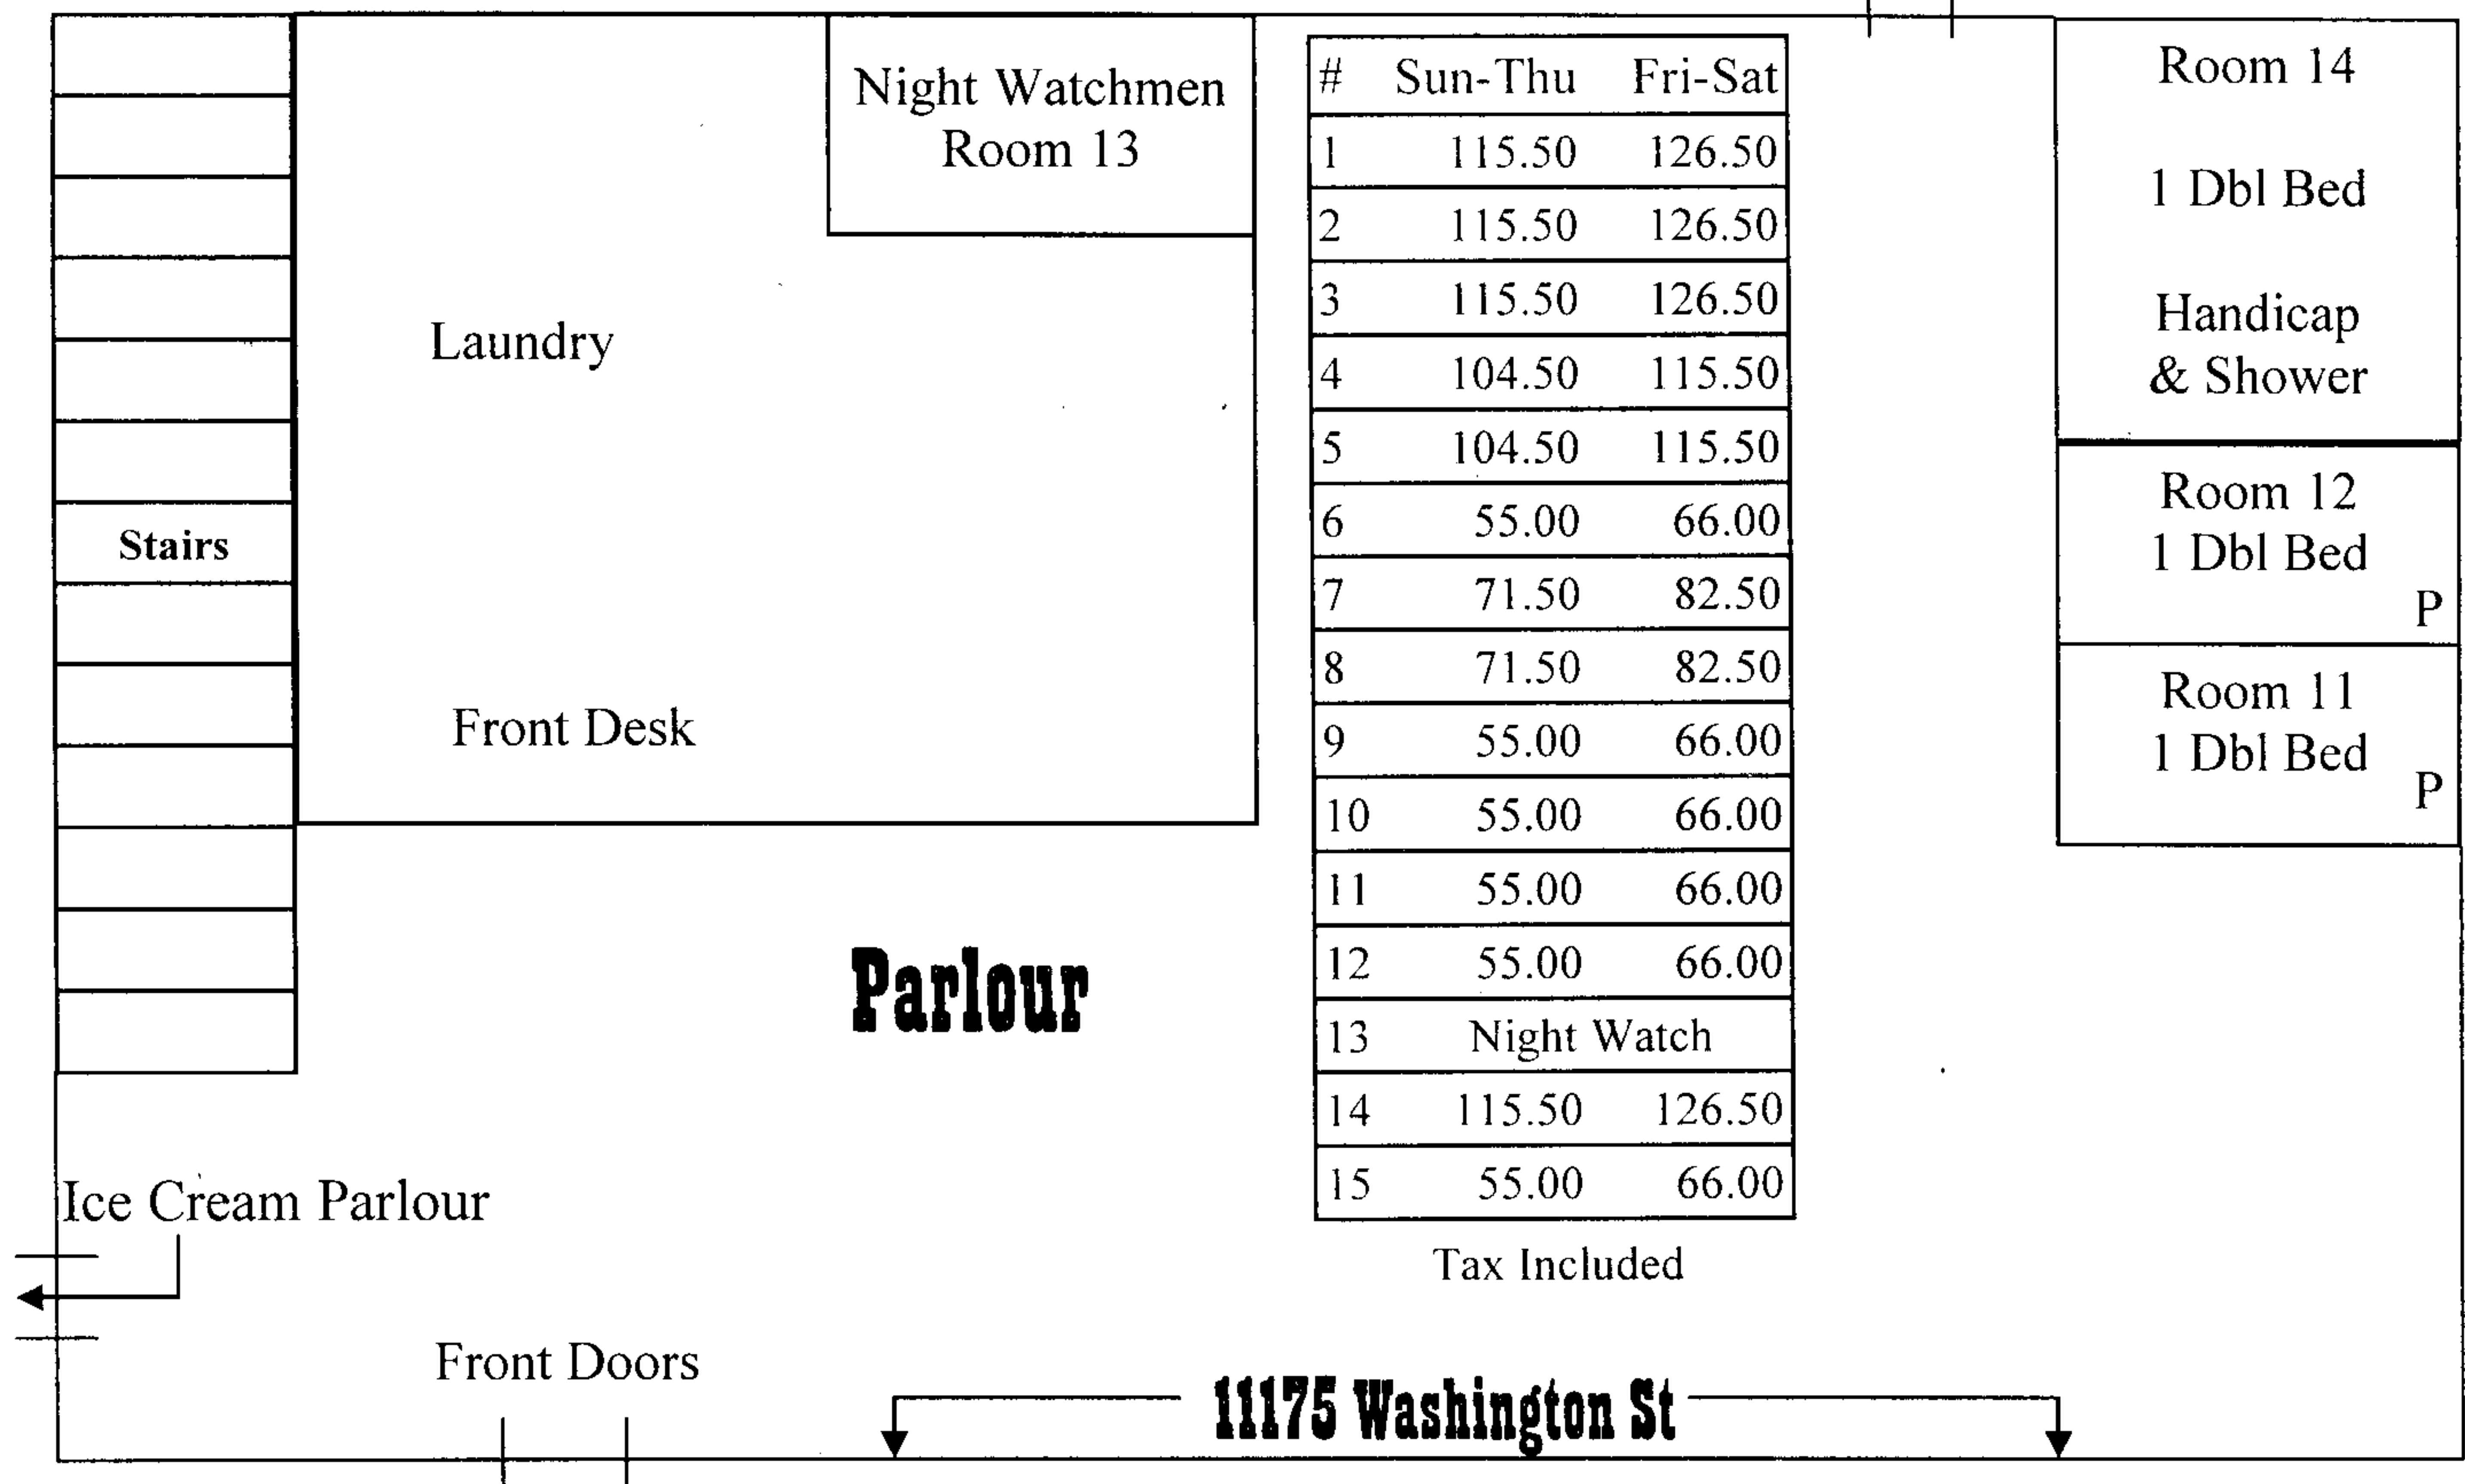 Night Watchmen
Room 13
Laundry
Stairs
Front Desk
# Sun-Thu Fri-Sat
1 115.50 126.50
2 115.50 126.50
3 115.50 126.50
4 104.50 115.50
5 104.50 115.50
6 55.00 66.00
7 71.50 82.50
8 71.50 82.50
9 55.00 66.00
10 55.00 66.00
11 55.00 66.00
12 55.00 66.00
13 Night Watch
14 115.50 126.50
15 55.00 66.00
Tax Included
Room 14
1 Dbl Bed
Handicap
& Shower
Room 12
1 Dbl Bed
P
Room 11
1 Dbl Bed
P
Parlour
Ice Cream Parlour
Front Doors
11175 Washington St